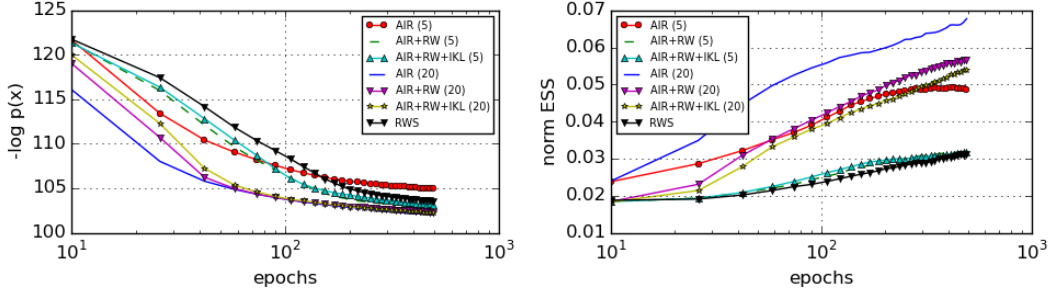 125
120
115
110
105
100
-log p(x)
10^1
10^2
10^3
epochs
AIR (5)
AIR+RW (5)
AIR+RW+IKL (5)
AIR (20)
AIR+RW (20)
AIR+RW+IKL (20)
RWS
0.07
0.06
0.05
0.04
0.03
0.02
0.01
norm ESS
10^1
10^2
10^3
epochs
AIR (5)
AIR+RW (5)
AIR+RW+IKL (5)
AIR (20)
AIR+RW (20)
AIR+RW+IKL (20)
RWS